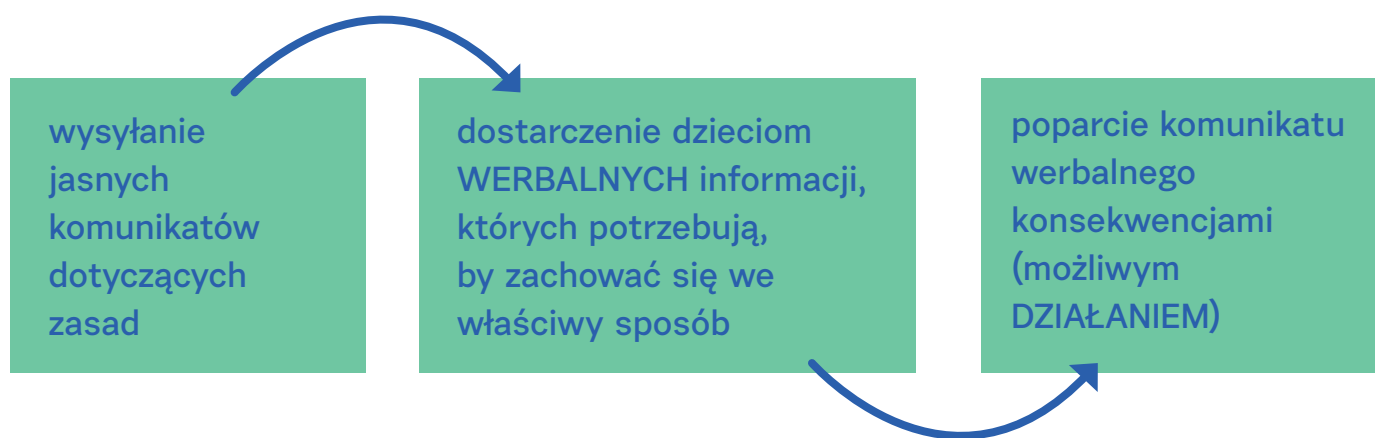 wysyłanie
jasnych
komunikatów
dotyczących
zasad
dostarczenie dzieciom
WERBALNYCH informacji,
których potrzebują,
by zachować się we
właściwy sposób
poparcie komunikatu
werbalnego
konsekwencjami
(możliwym
DZIAŁANIEM)